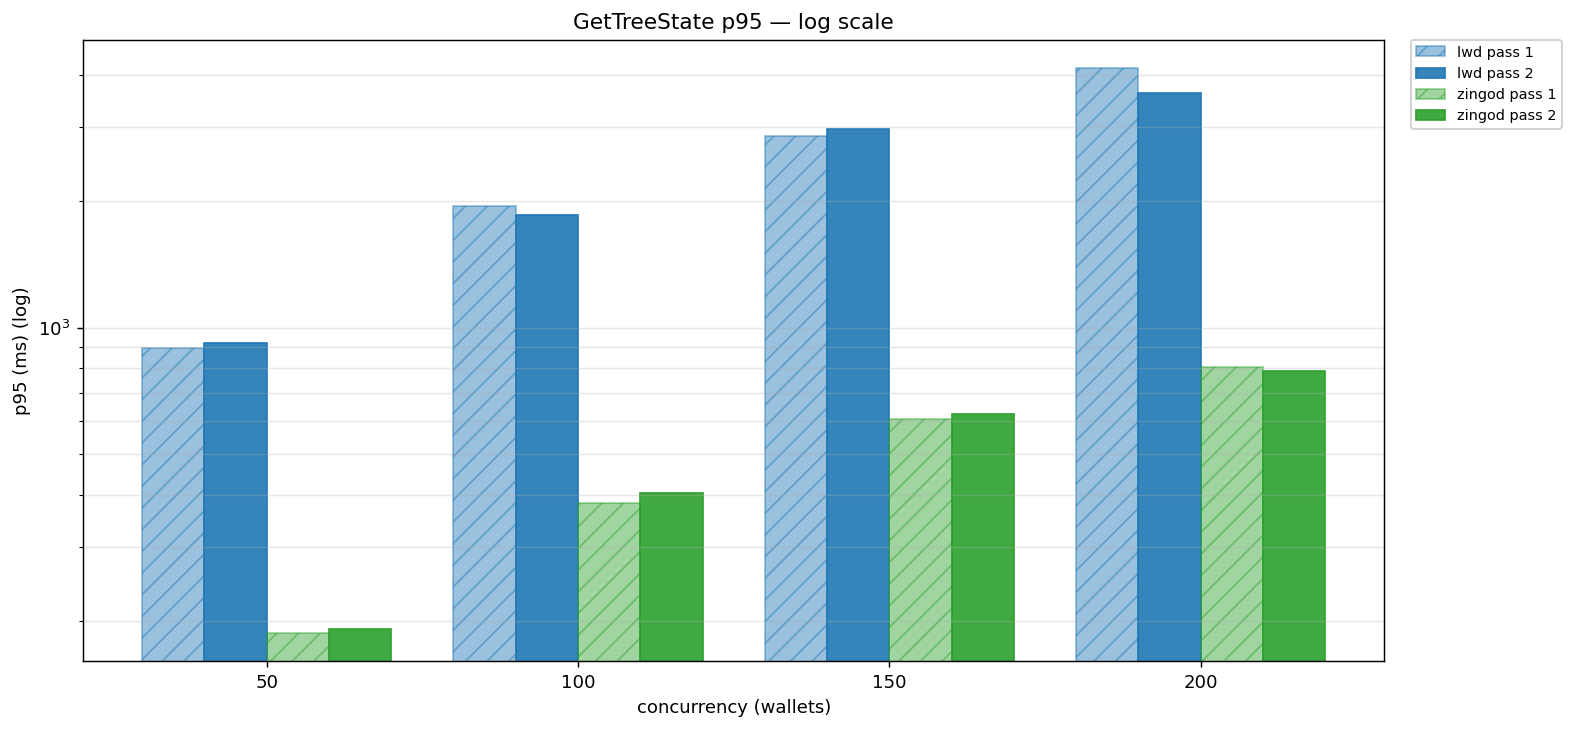 GetTreeState p95 — log scale
lwd pass 1
lwd pass 2
zingod pass 1
zingod pass 2
p95 (ms) (log)
10³
50
100
150
200
concurrency (wallets)